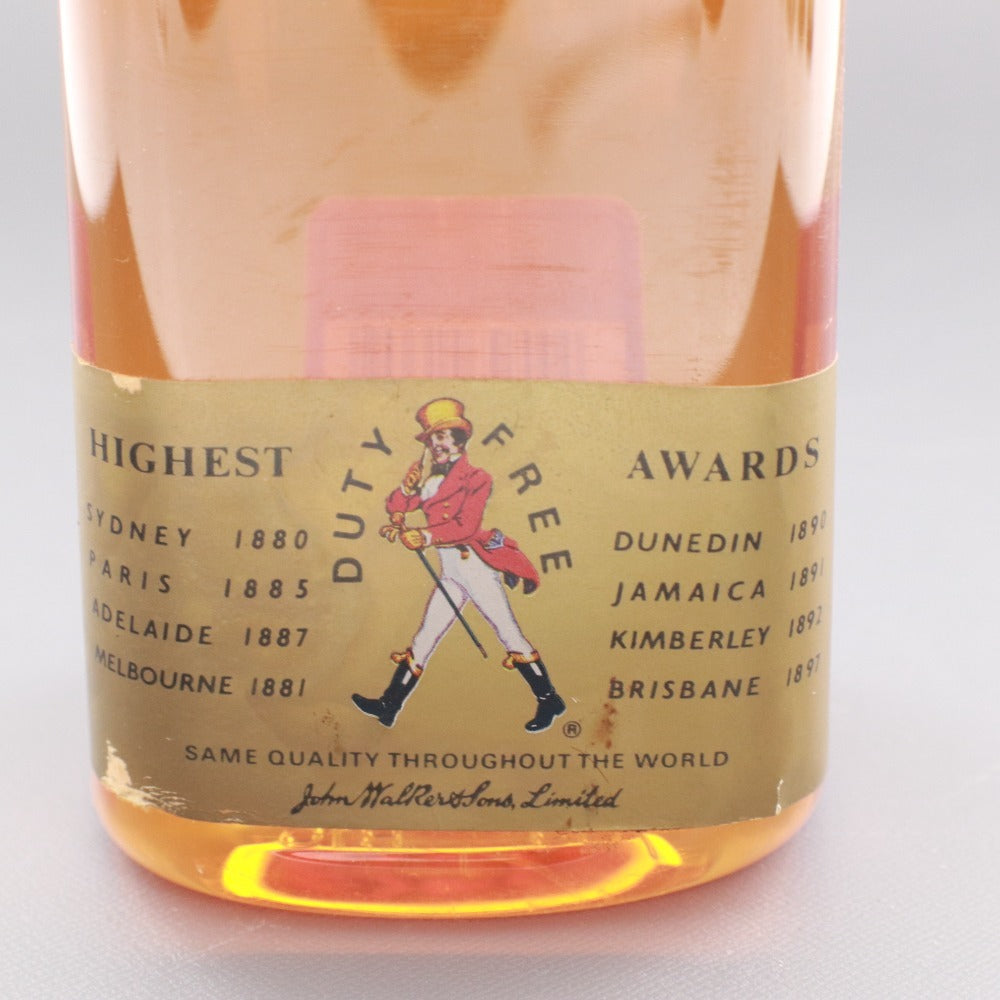 HIGHEST
DUTY FREE
AWARDS
SYDNEY 1880
PARIS 1885
ADELAIDE 1887
MELBOURNE 1881
DUNEDIN 1890
JAMAICA 1891
KIMBERLEY 1892
BRISBANE 1897
®
SAME QUALITY THROUGHOUT THE WORLD
John Walker & Sons, Limited